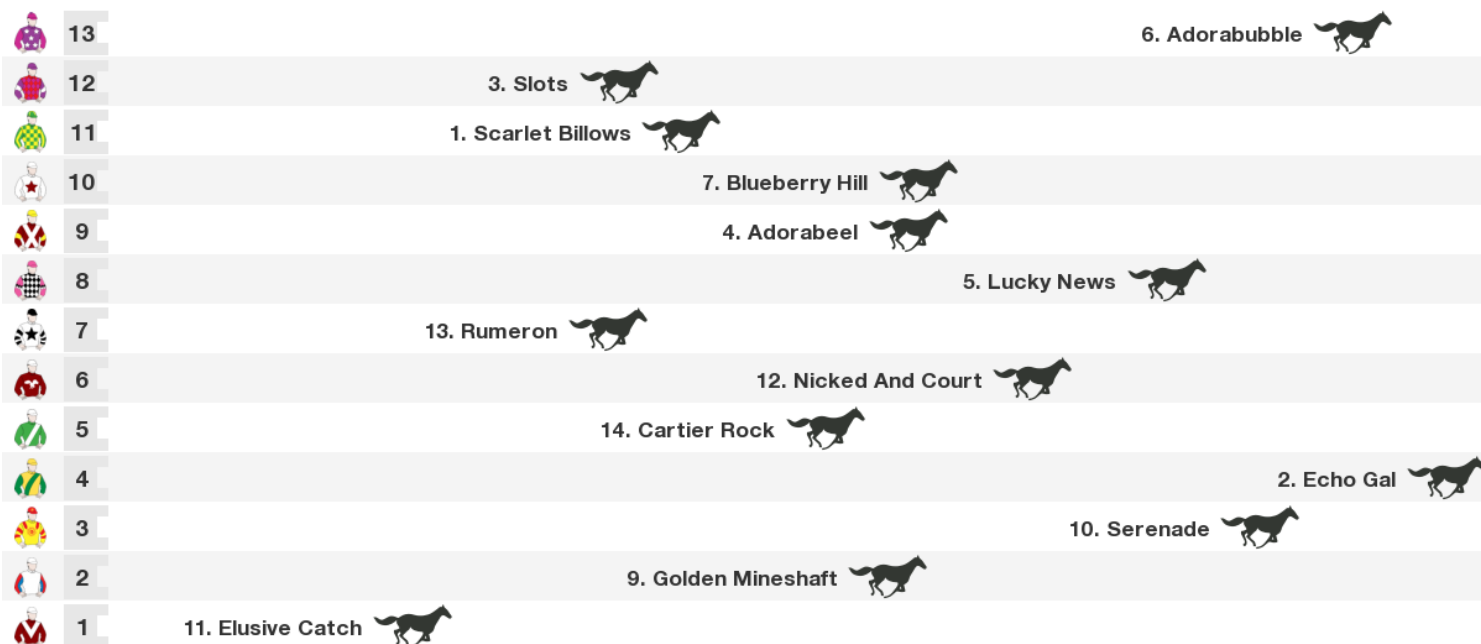 13 6. Adorabubble
12 3. Slots
11 1. Scarlet Billows
10 7. Blueberry Hill
9 4. Adorabeel
8 5. Lucky News
7 13. Rumeron
6 12. Nicked And Court
5 14. Cartier Rock
4 2. Echo Gal
3 10. Serenade
2 9. Golden Mineshaft
1 11. Elusive Catch